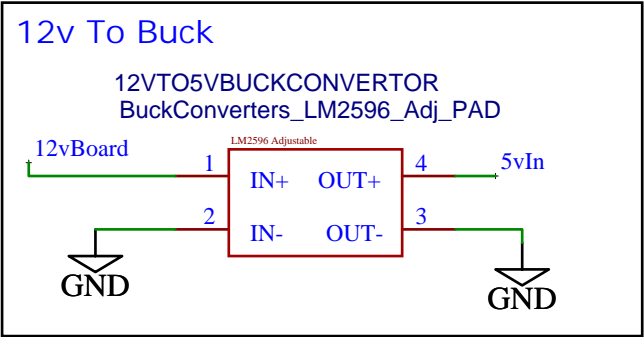 12v To Buck
12VTO5VBUCKCONVERTOR
BuckConverters_LM2596_Adj_PAD
LM2596 Adjustable
12vBoard
1
IN+
OUT+
4
5vIn
2
IN-
OUT-
3
GND
GND